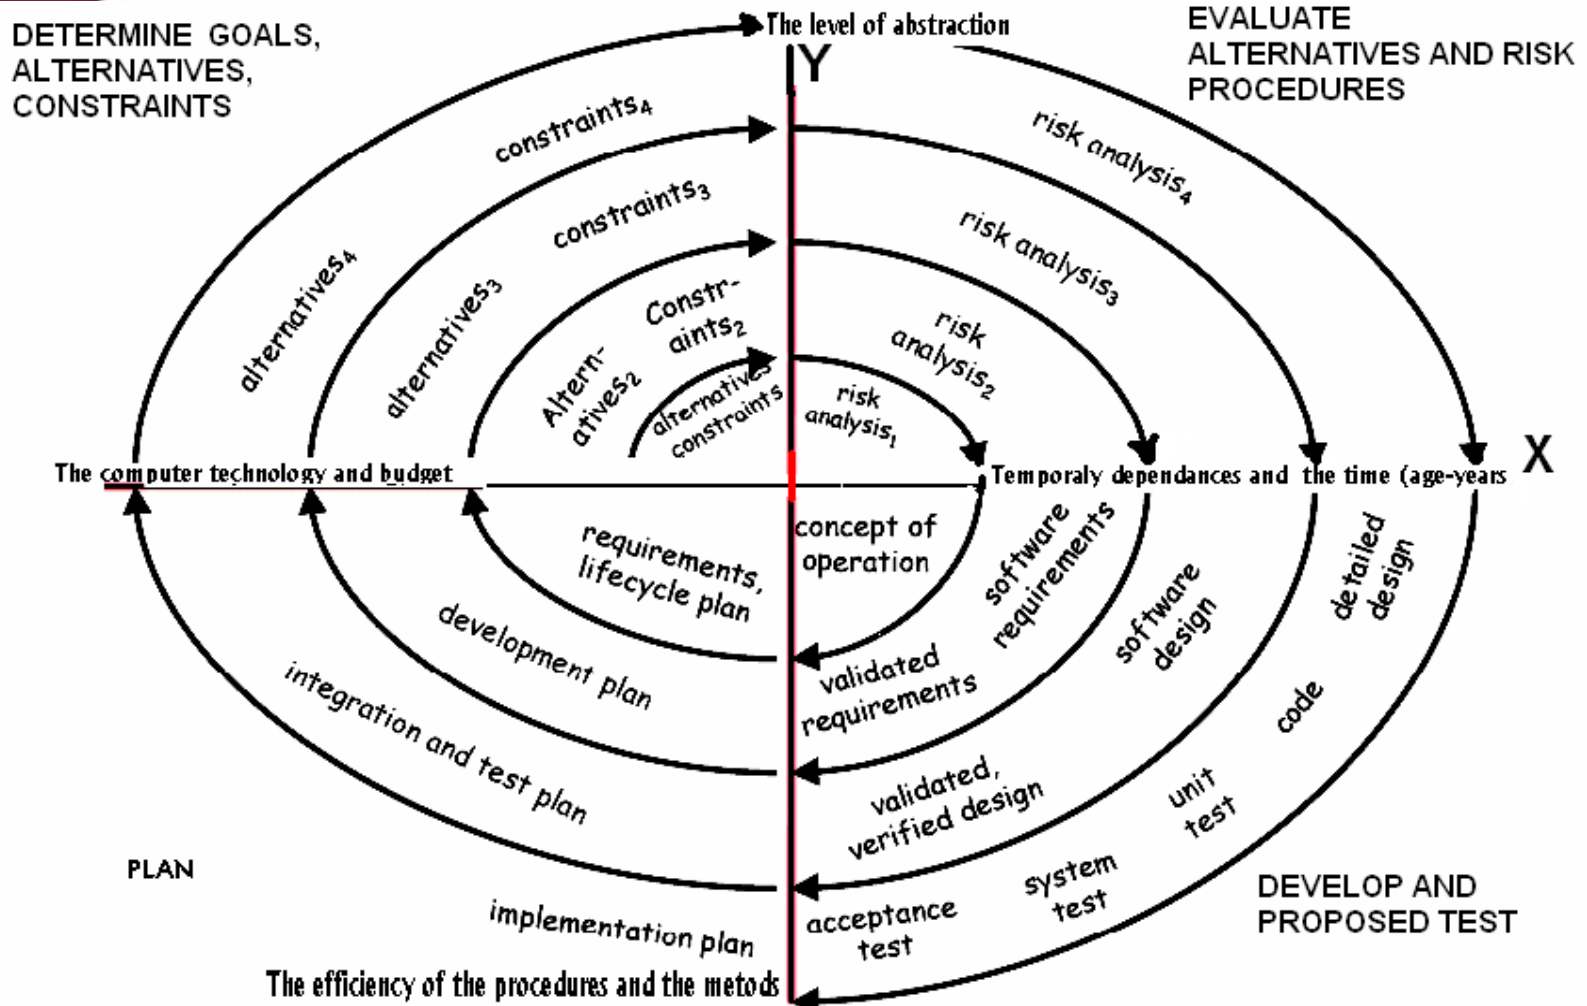 DETERMINE GOALS,
ALTERNATIVES,
CONSTRAINTS
The level of abstraction
Y
EVALUATE
ALTERNATIVES AND RISK
PROCEDURES
constraints4
constraints3
Constr-
aints2
alternatives4
alternatives3
Altern-
atives2
alternatives
constraints
risk analysis4
risk analysis3
risk
analysis2
risk
analysis1
The computer technology and budget
Temporaly dependances and the time (age-years
X
requirements,
lifecycle plan
development plan
integration and test plan
implementation plan
PLAN
concept of
operation
software
requirements
software
design
detailed
design
validated
requirements
validated,
verified design
code
unit
test
system
test
acceptance
test
DEVELOP AND
PROPOSED TEST
The efficiency of the procedures and the metods